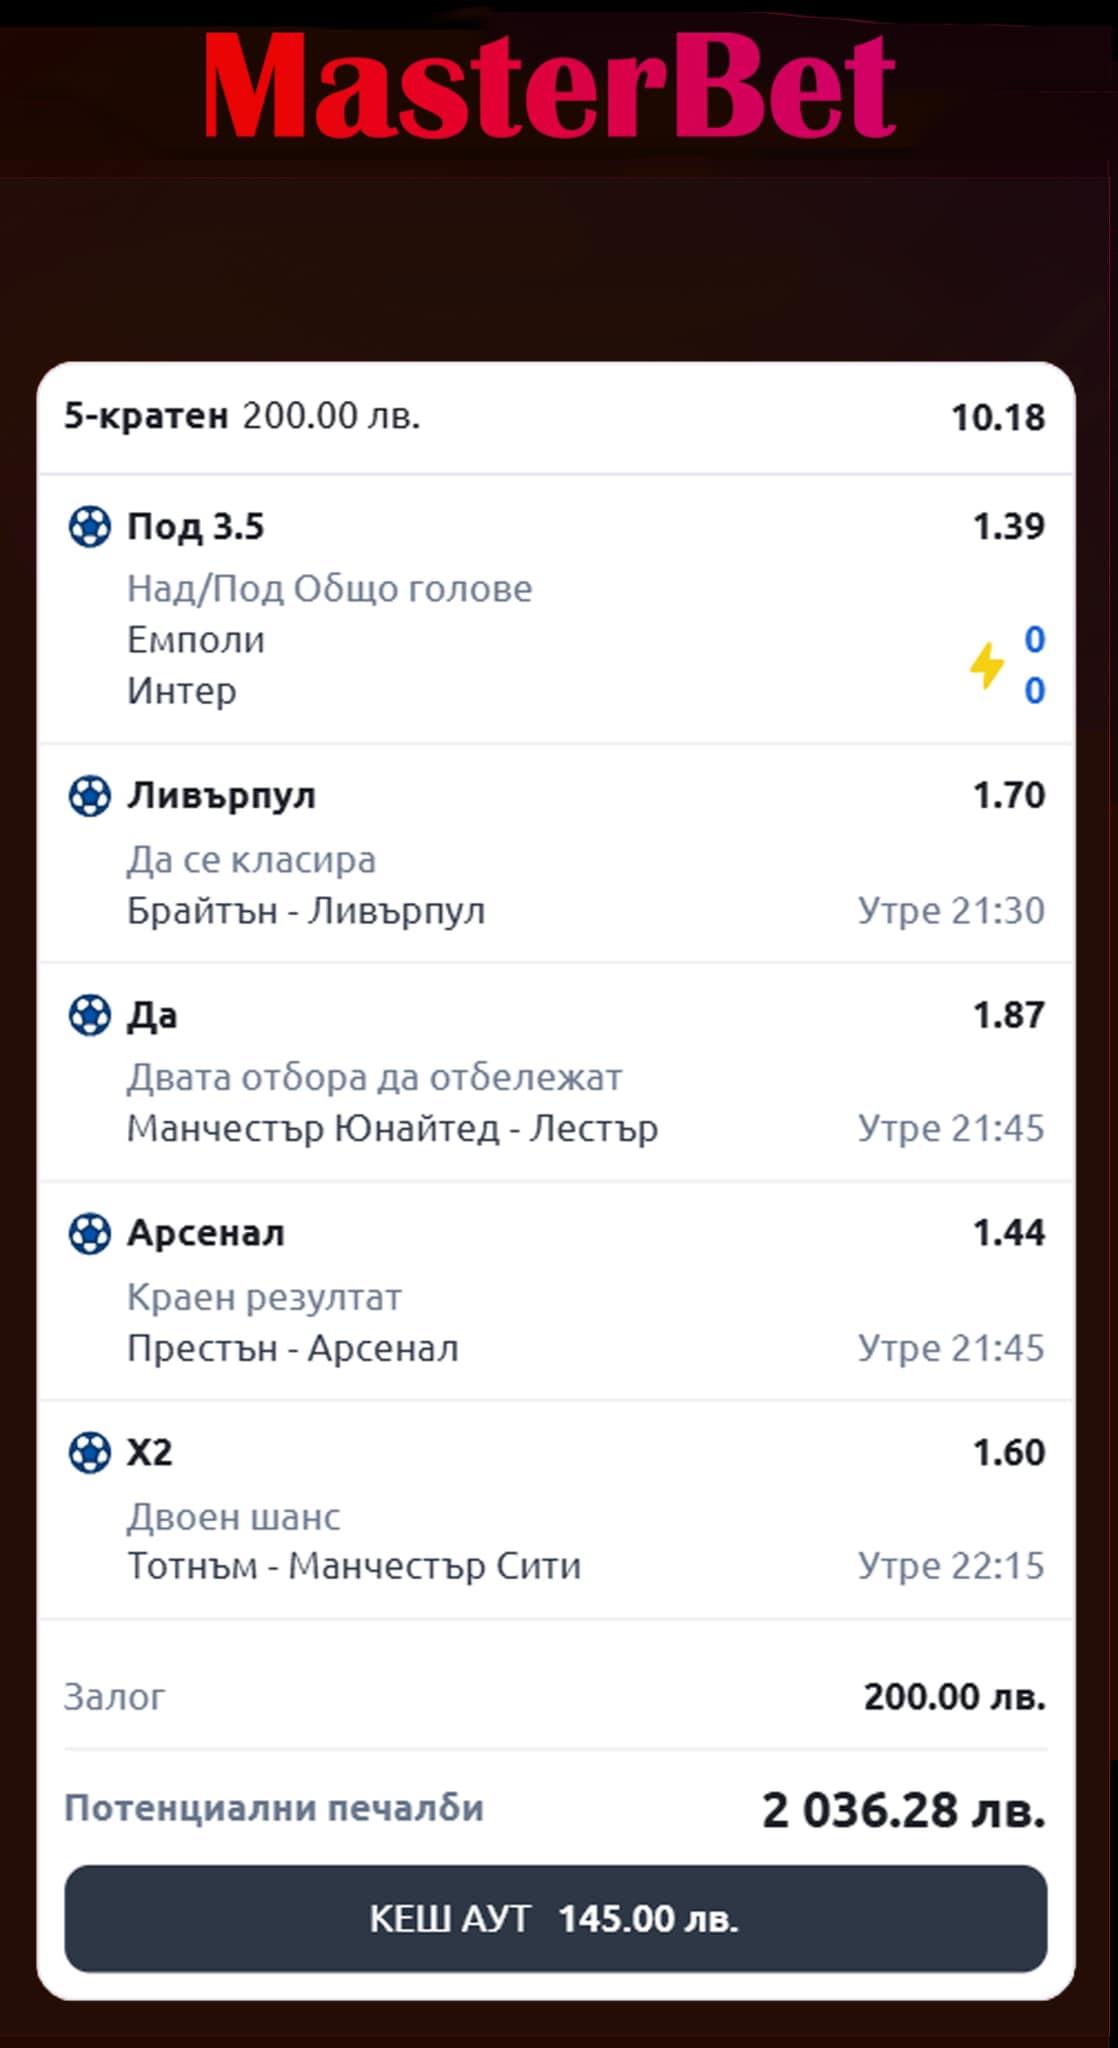 MasterBet
5-кратен 200.00 лв. 10.18
Под 3.5 1.39
Над/Под Общо голове
Емполи 0
Интер 0
Ливърпул 1.70
Да се класира
Брайтън - Ливърпул Утре 21:30
Да 1.87
Двата отбора да отбележат
Манчестър Юнайтед - Лестър Утре 21:45
Арсенал 1.44
Краен резултат
Престън - Арсенал Утре 21:45
X2 1.60
Двоен шанс
Тотнъм - Манчестър Сити Утре 22:15
Залог 200.00 лв.
Потенциални печалби 2 036.28 лв.
КЕШ АУТ 145.00 лв.